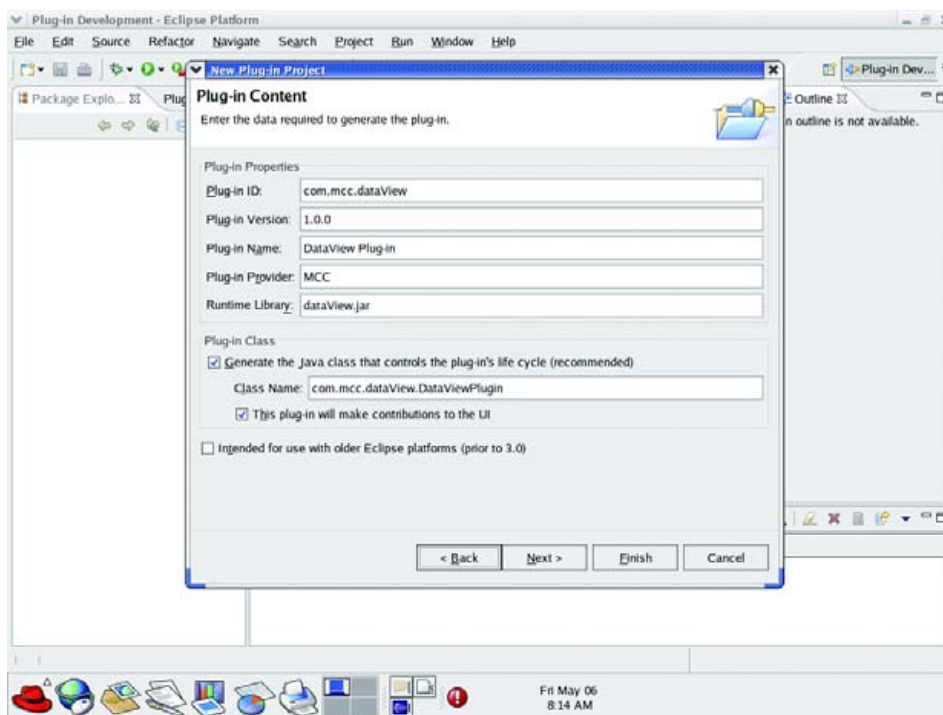 Plug-in Development - Eclipse Platform
File Edit Source Refactor Navigate Search Project Run Window Help
New Plug-in Project
Plug-in Dev...
Package Explo...
Plug
Outline
n outline is not available.
Plug-in Content
Enter the data required to generate the plug-in.
Plug-in Properties
Plug-in ID: com.mcc.dataView
Plug-in Version: 1.0.0
Plug-in Name: DataView Plug-in
Plug-in Provider: MCC
Runtime Library: dataView.jar
Plug-in Class
Generate the Java class that controls the plug-in's life cycle (recommended)
Class Name: com.mcc.dataView.DataViewPlugin
This plug-in will make contributions to the UI
Intended for use with older Eclipse platforms (prior to 3.0)
< Back Next > Finish Cancel
Fri May 06
8:14 AM